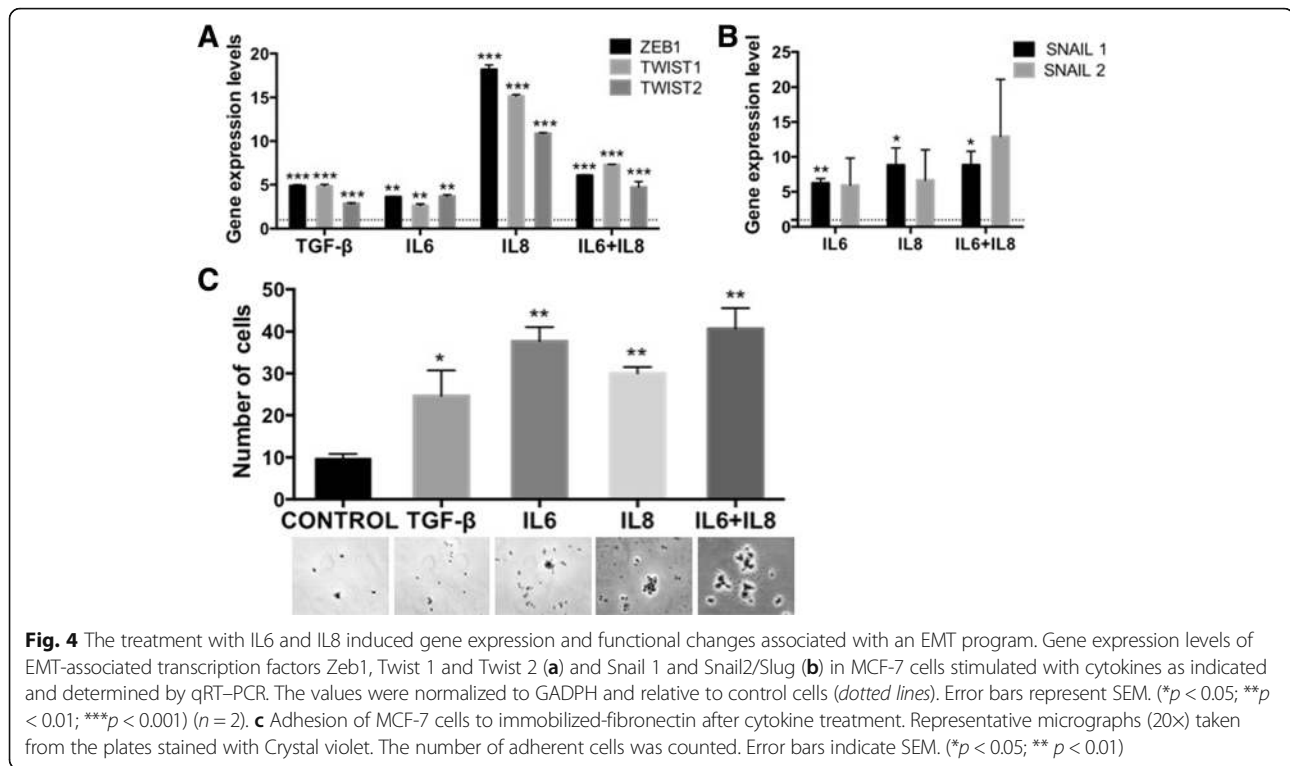 A
Gene expression levels
20
15
10
5
0
*** *** ***
** ** **
*** *** ***
*** *** ***
TGF-β IL6 IL8 IL6+IL8
ZEB1
TWIST1
TWIST2
B
Gene expression level
25
20
15
10
5
0
** * *
IL6 IL8 IL6+IL8
SNAIL 1
SNAIL 2
C
Number of cells
50
40
30
20
10
0
* ** ** **
CONTROL TGF-β IL6 IL8 IL6+IL8
Fig. 4 The treatment with IL6 and IL8 induced gene expression and functional changes associated with an EMT program. Gene expression levels of
EMT-associated transcription factors Zeb1, Twist 1 and Twist 2 (a) and Snail 1 and Snail2/Slug (b) in MCF-7 cells stimulated with cytokines as indicated
and determined by qRT–PCR. The values were normalized to GADPH and relative to control cells (dotted lines). Error bars represent SEM. (*p < 0.05; **p
< 0.01; ***p < 0.001) (n = 2). c Adhesion of MCF-7 cells to immobilized-fibronectin after cytokine treatment. Representative micrographs (20×) taken
from the plates stained with Crystal violet. The number of adherent cells was counted. Error bars indicate SEM. (*p < 0.05; ** p < 0.01)